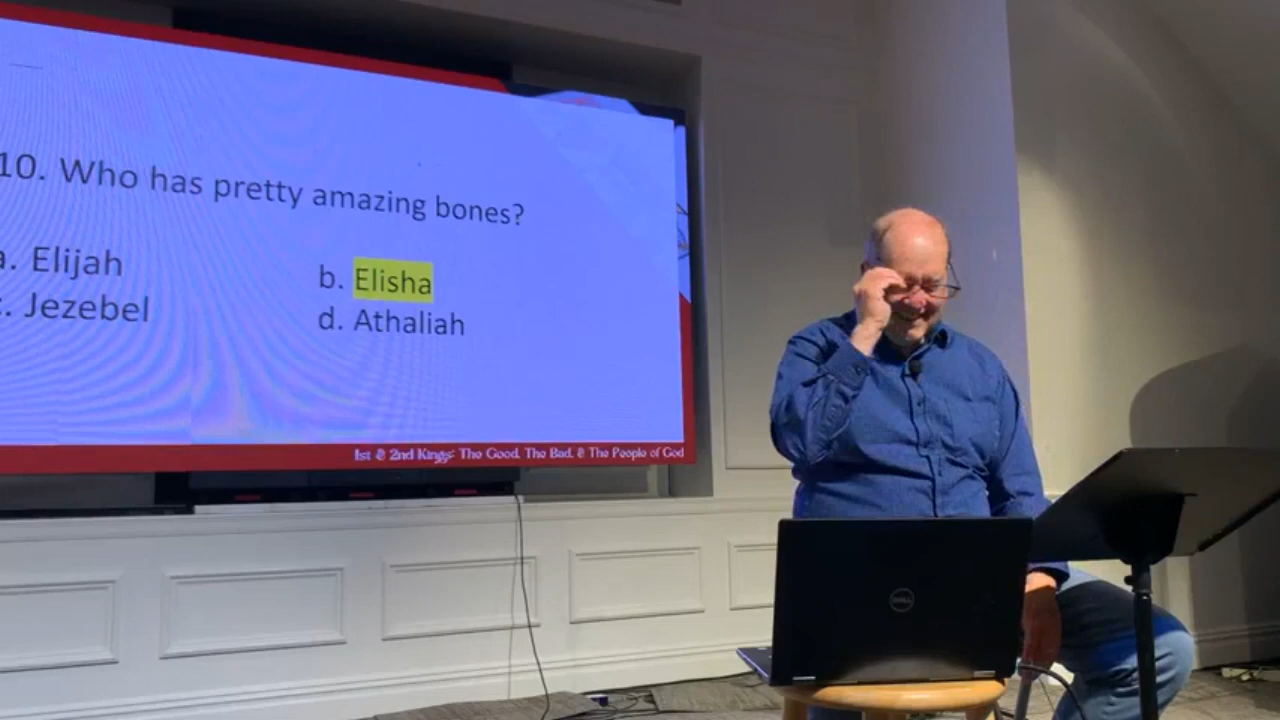 10. Who has pretty amazing bones?
a. Elijah
b. Elisha
c. Jezebel
d. Athaliah
1st & 2nd Kings: The Good, The Bad, & The People of God
DELL